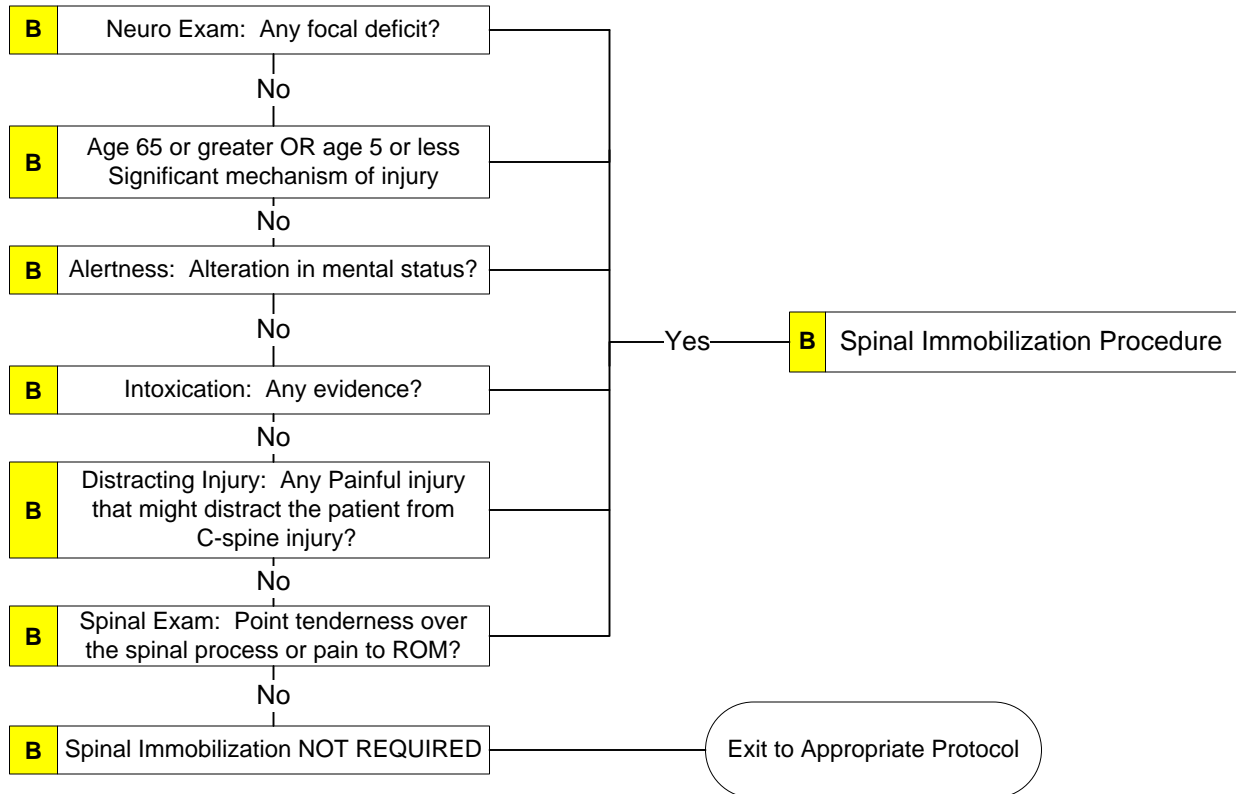 B Neuro Exam: Any focal deficit?
No
B Age 65 or greater OR age 5 or less
Significant mechanism of injury
No
B Alertness: Alteration in mental status?
No
Yes
B Spinal Immobilization Procedure
B Intoxication: Any evidence?
No
B Distracting Injury: Any Painful injury
that might distract the patient from
C-spine injury?
No
B Spinal Exam: Point tenderness over
the spinal process or pain to ROM?
No
B Spinal Immobilization NOT REQUIRED
Exit to Appropriate Protocol